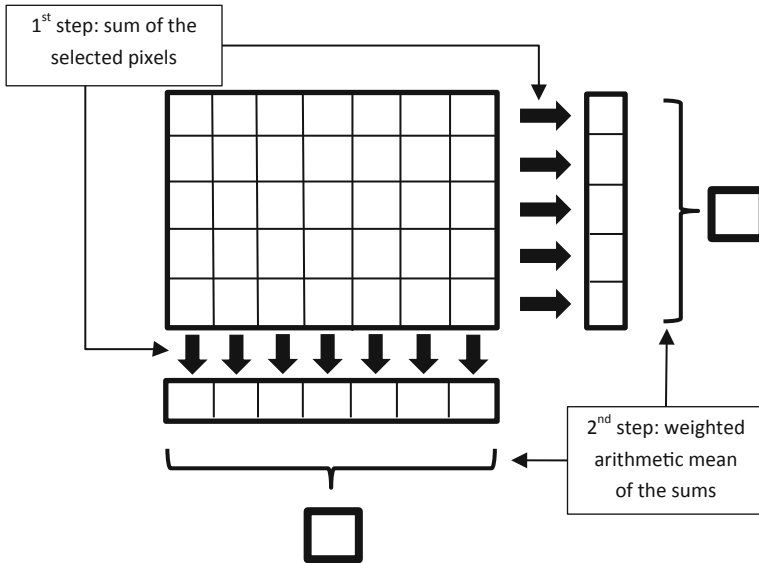 1st step: sum of the
selected pixels
2nd step: weighted
arithmetic mean
of the sums